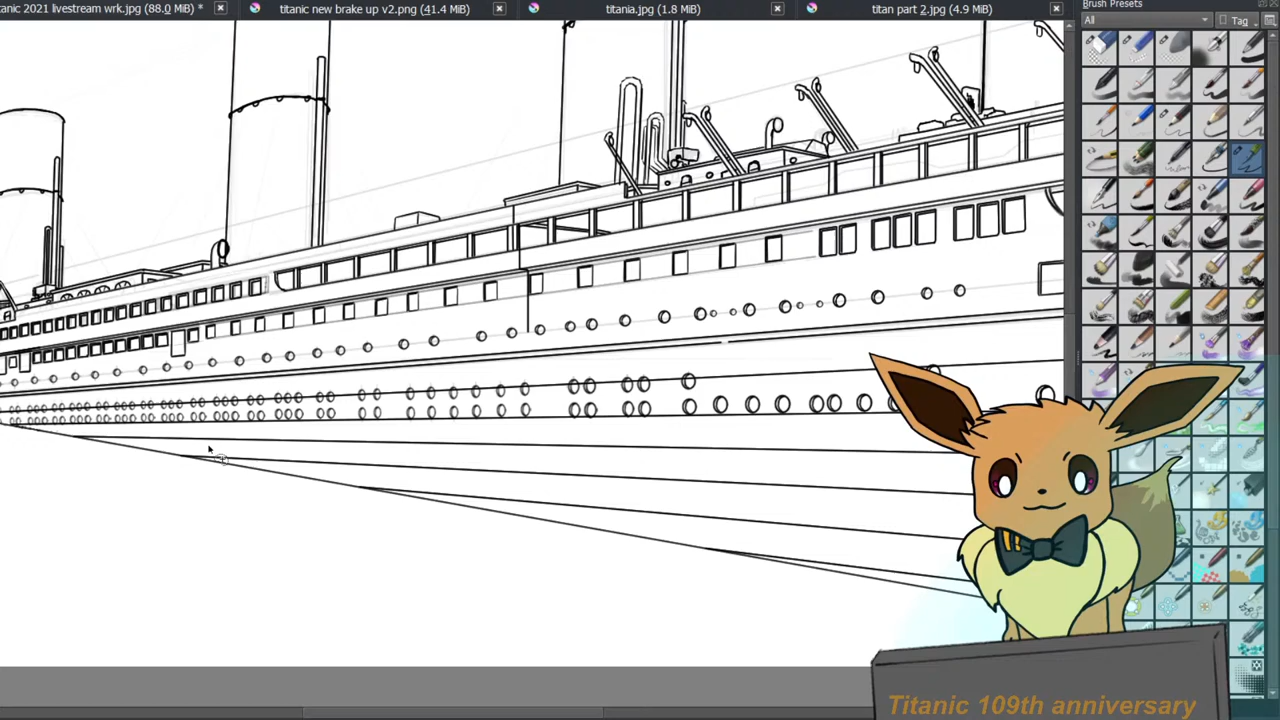 tanic 2021 livestream wrk.jpg (88.0 MiB) *
titanic new brake up v2.png (41.4 MiB)
titania.jpg (1.8 MiB)
titan part 2.jpg (4.9 MiB)
Brush Presets
All
Tag
Titanic 109th anniversary